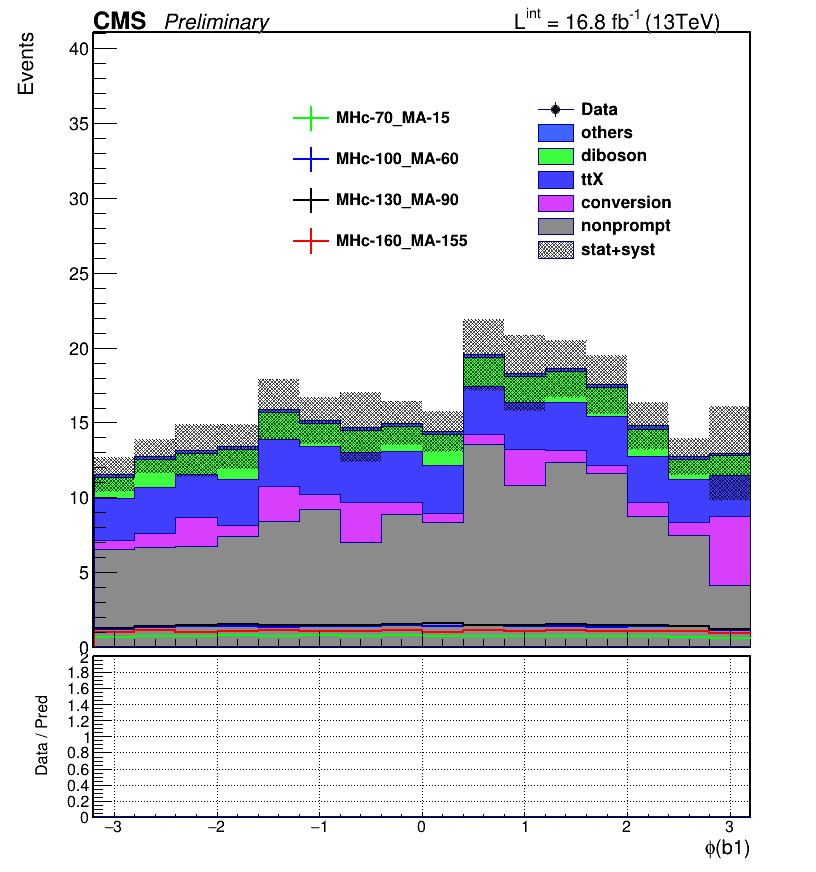 CMS Preliminary L^int = 16.8 fb^-1 (13TeV)
Events
40
35
30
25
20
15
10
5
0
MHc-70_MA-15
MHc-100_MA-60
MHc-130_MA-90
MHc-160_MA-155
Data
others
diboson
ttX
conversion
nonprompt
stat+syst
Data / Pred
2
1.8
1.6
1.4
1.2
1
0.8
0.6
0.4
0.2
0
−3 −2 −1 0 1 2 3
ϕ(b1)